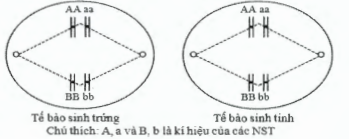 AA aa
AA aa
BB bb
BB bb
Tế bào sinh trứng
Tế bào sinh tinh
Chú thích: A, a và B, b là kí hiệu của các NST